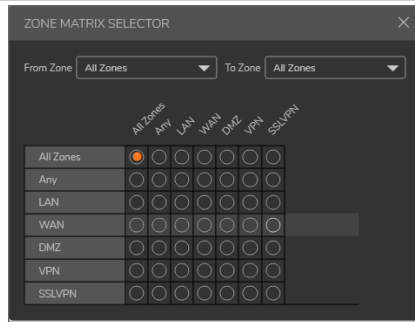 ZONE MATRIX SELECTOR
From Zone All Zones To Zone All Zones
All Zones Any LAN WAN DMZ VPN SSLVPN
All Zones
Any
LAN
WAN
DMZ
VPN
SSLVPN